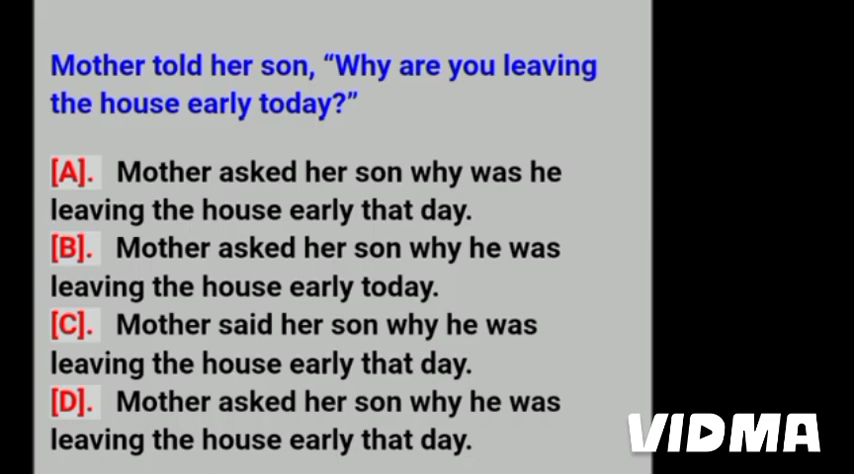 Mother told her son, “Why are you leaving
the house early today?”
[A]. Mother asked her son why was he
leaving the house early that day.
[B]. Mother asked her son why he was
leaving the house early today.
[C]. Mother said her son why he was
leaving the house early that day.
[D]. Mother asked her son why he was
leaving the house early that day.
VIDMA